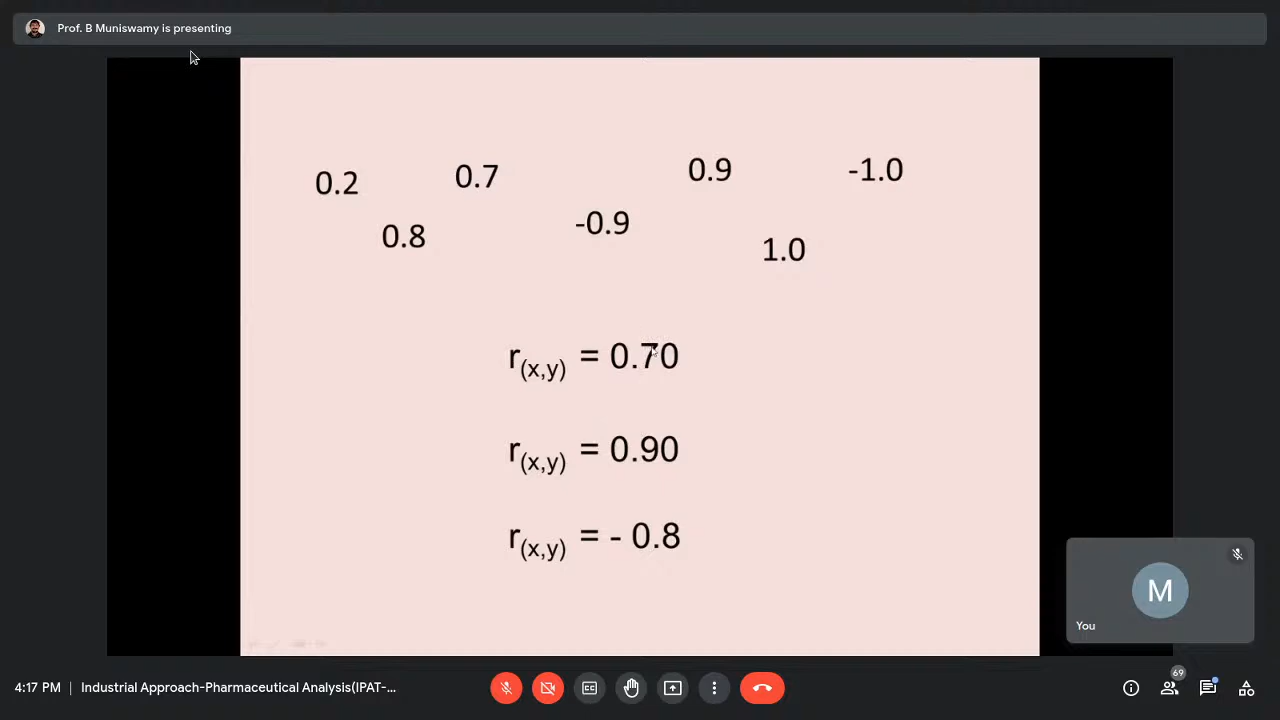 Prof. B Muniswamy is presenting
0.2 0.7 0.9 -1.0
0.8 -0.9 1.0
r(x,y) = 0.70
r(x,y) = 0.90
r(x,y) = - 0.8
M
You
4:17 PM | Industrial Approach-Pharmaceutical Analysis(IPAT-...
CC
69